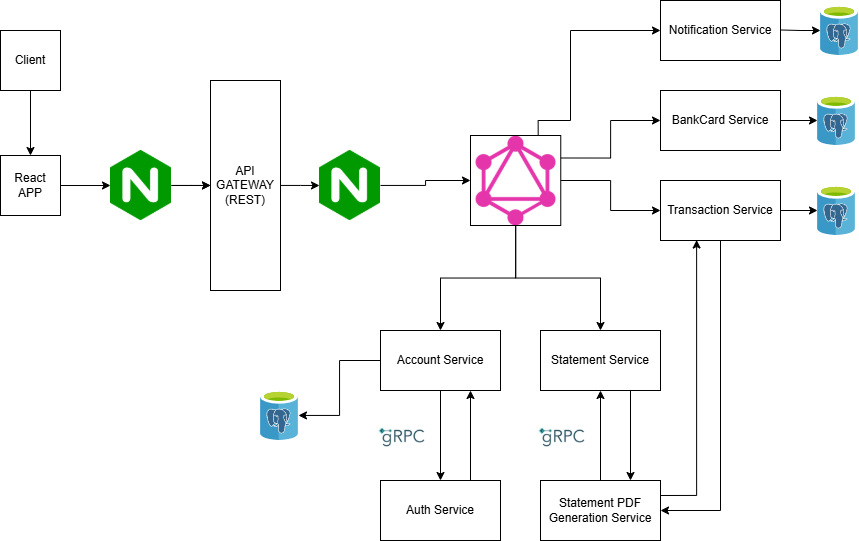 Client
React
APP
N
API
GATEWAY
(REST)
N
Notification Service
BankCard Service
Transaction Service
Account Service
Statement Service
gRPC
gRPC
Auth Service
Statement PDF
Generation Service